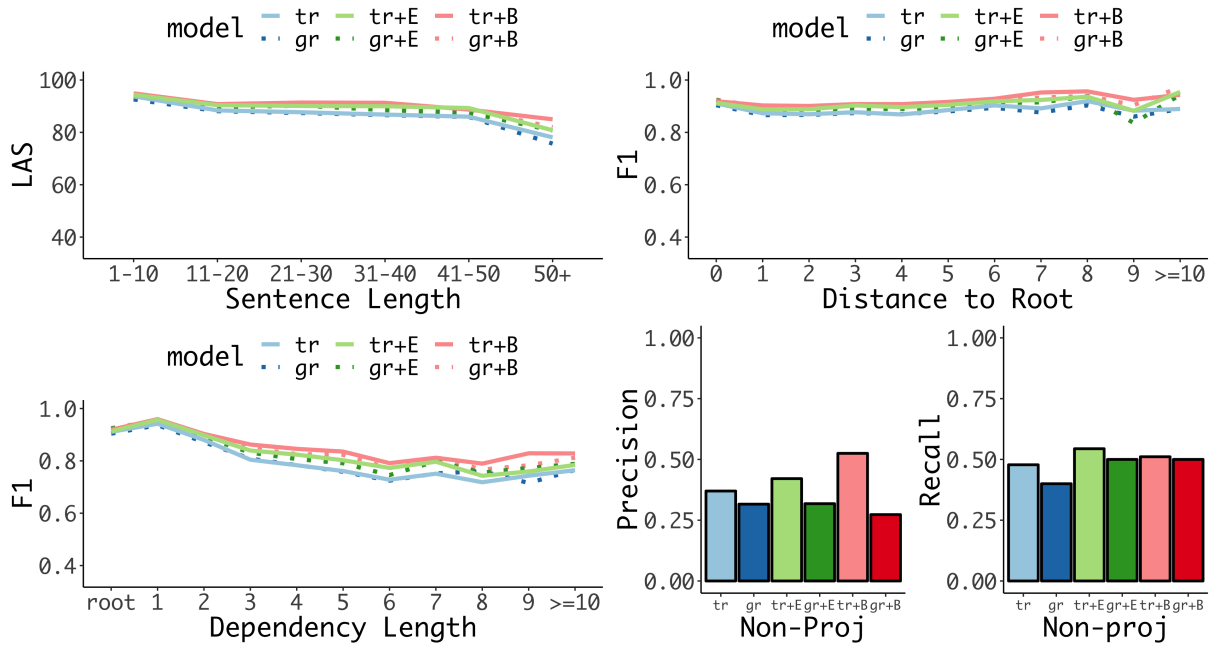 model tr tr+E tr+B
gr gr+E gr+B
LAS
100
80
60
40
1-10 11-20 21-30 31-40 41-50 50+
Sentence Length
model tr tr+E tr+B
gr gr+E gr+B
F1
1.0
0.8
0.6
0.4
0 1 2 3 4 5 6 7 8 9 >=10
Distance to Root
model tr tr+E tr+B
gr gr+E gr+B
F1
1.0
0.8
0.6
0.4
root 1 2 3 4 5 6 7 8 9 >=10
Dependency Length
Precision
1.00
0.75
0.50
0.25
0.00
tr gr tr+E gr+E tr+B gr+B
Non-Proj
Recall
1.00
0.75
0.50
0.25
0.00
tr gr tr+E gr+E tr+B gr+B
Non-proj